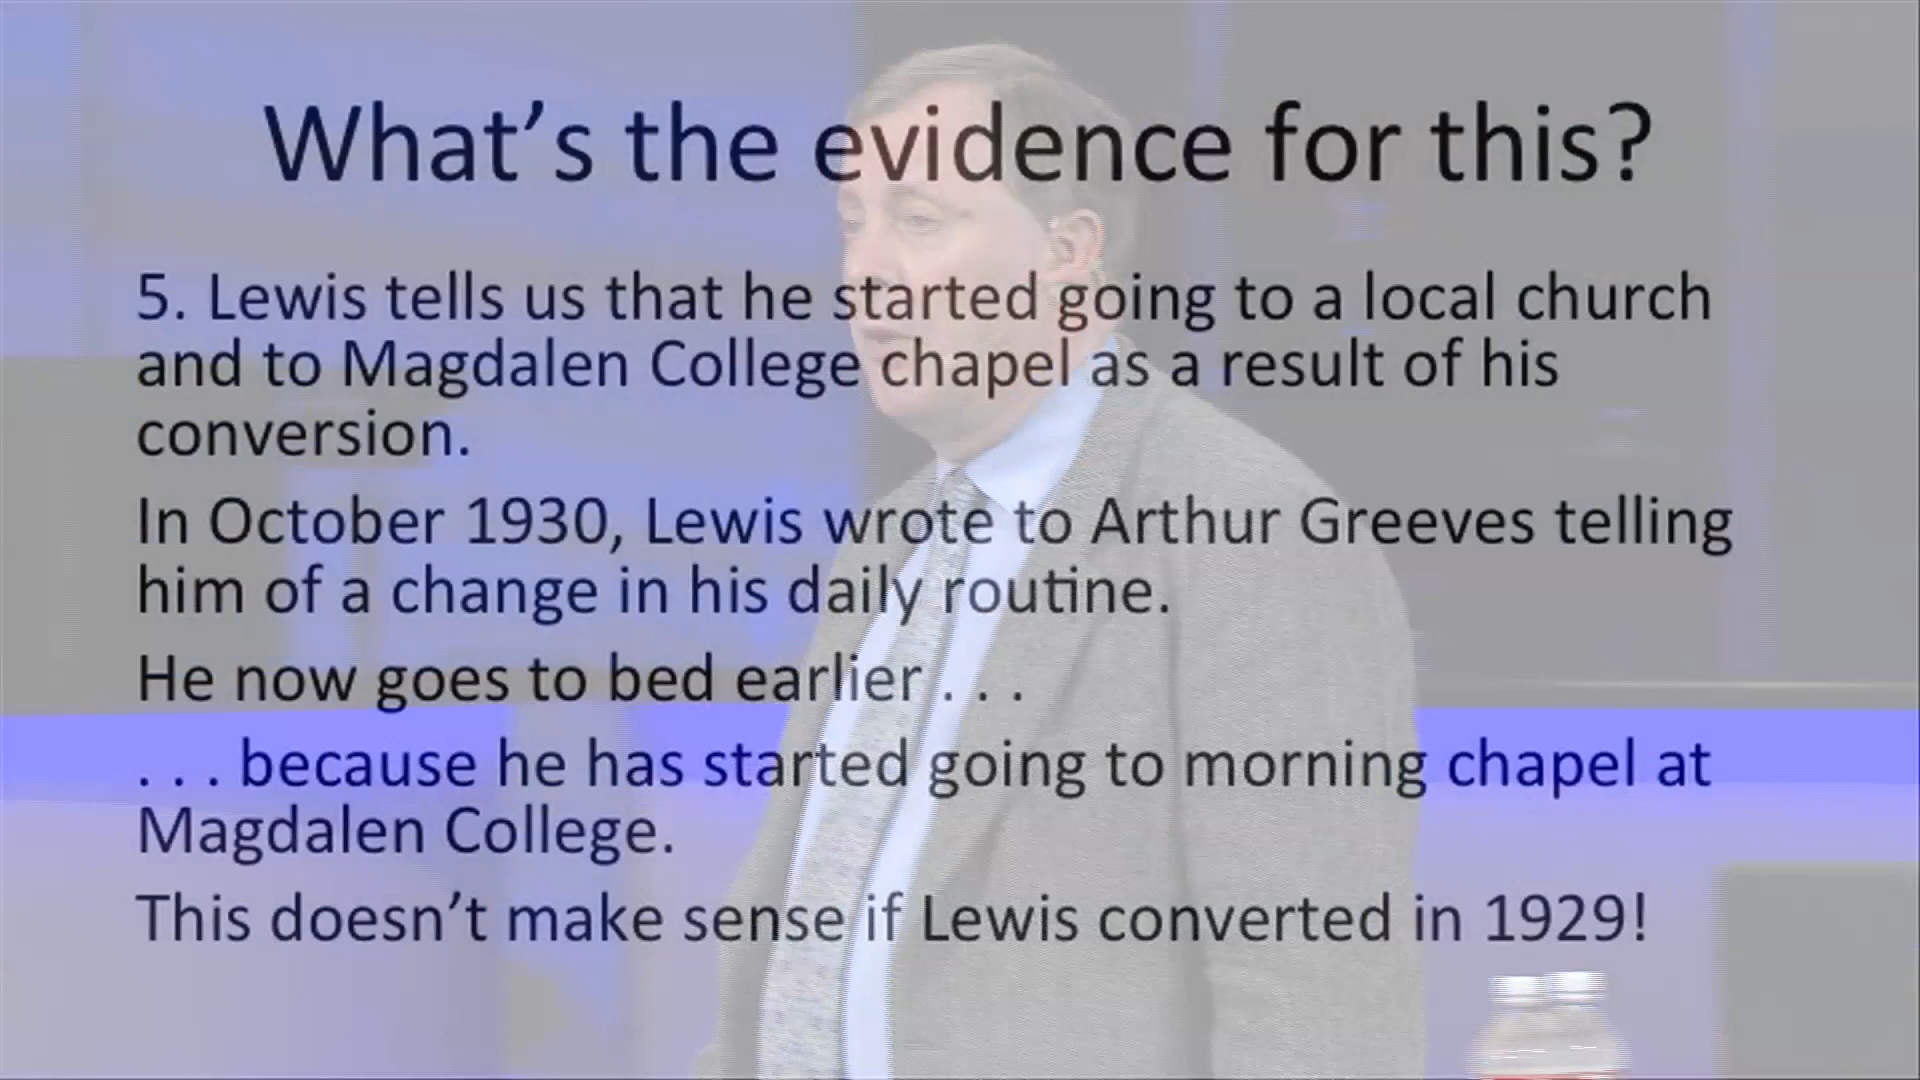 What’s the evidence for this?
5. Lewis tells us that he started going to a local church
and to Magdalen College chapel as a result of his
conversion.
In October 1930, Lewis wrote to Arthur Greeves telling
him of a change in his daily routine.
He now goes to bed earlier . . .
. . . because he has started going to morning chapel at
Magdalen College.
This doesn’t make sense if Lewis converted in 1929!